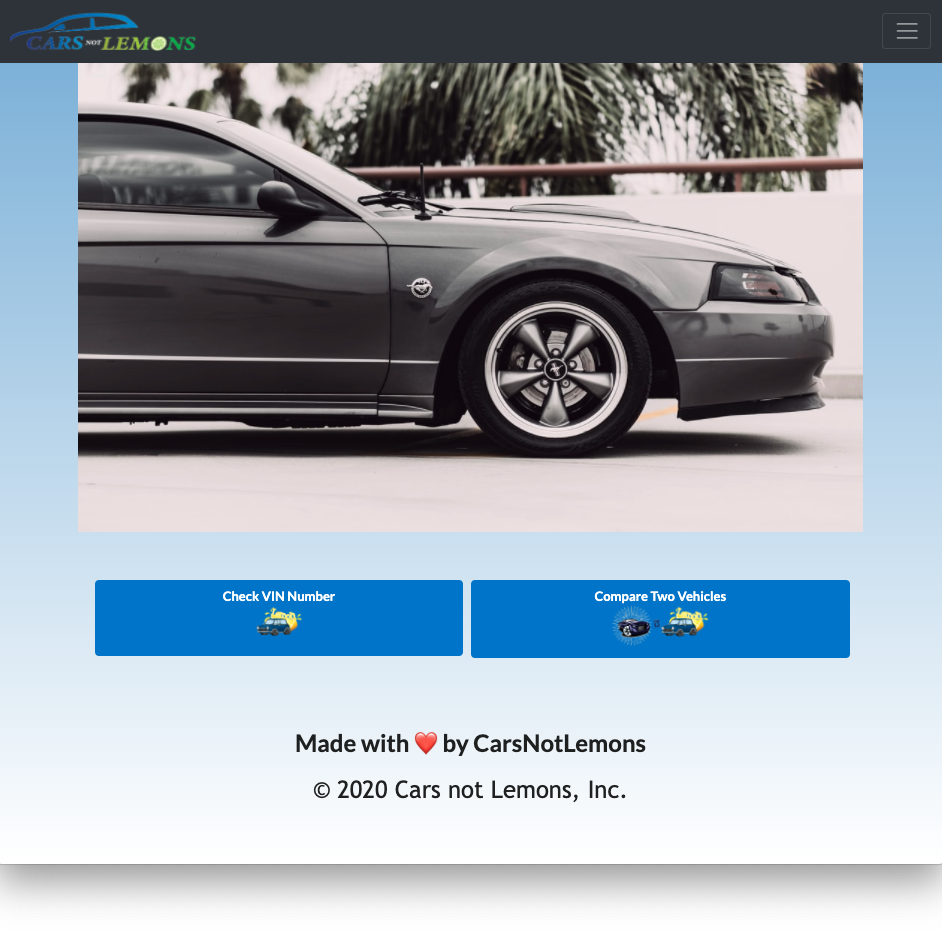 CARS NOT LEMONS
Check VIN Number
Compare Two Vehicles
Made with ❤️ by CarsNotLemons
© 2020 Cars not Lemons, Inc.